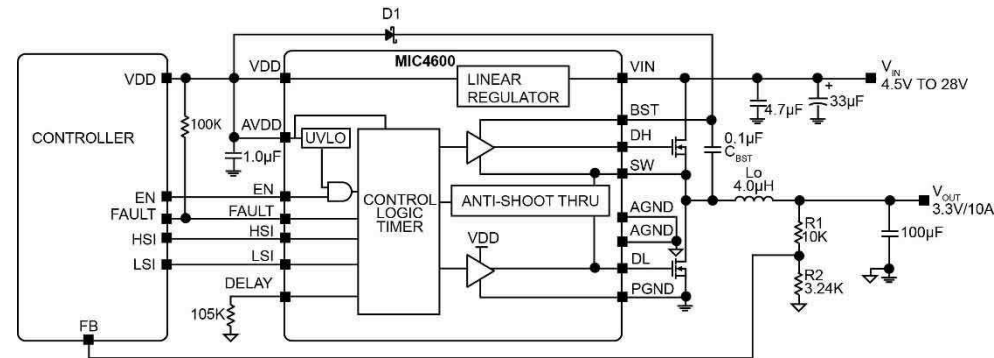 D1
MIC4600
CONTROLLER
VDD
VDD
LINEAR
REGULATOR
VIN
V_IN
4.5V TO 28V
+
4.7µF
33µF
100K
AVDD
UVLO
1.0µF
BST
DH
0.1µF
C_BST
SW
Lo
4.0µH
V_OUT
3.3V/10A
EN
EN
FAULT
FAULT
HSI
HSI
LSI
LSI
CONTROL
LOGIC
TIMER
ANTI-SHOOT THRU
AGND
AGND
VDD
DL
PGND
R1
10K
100µF
R2
3.24K
DELAY
105K
FB